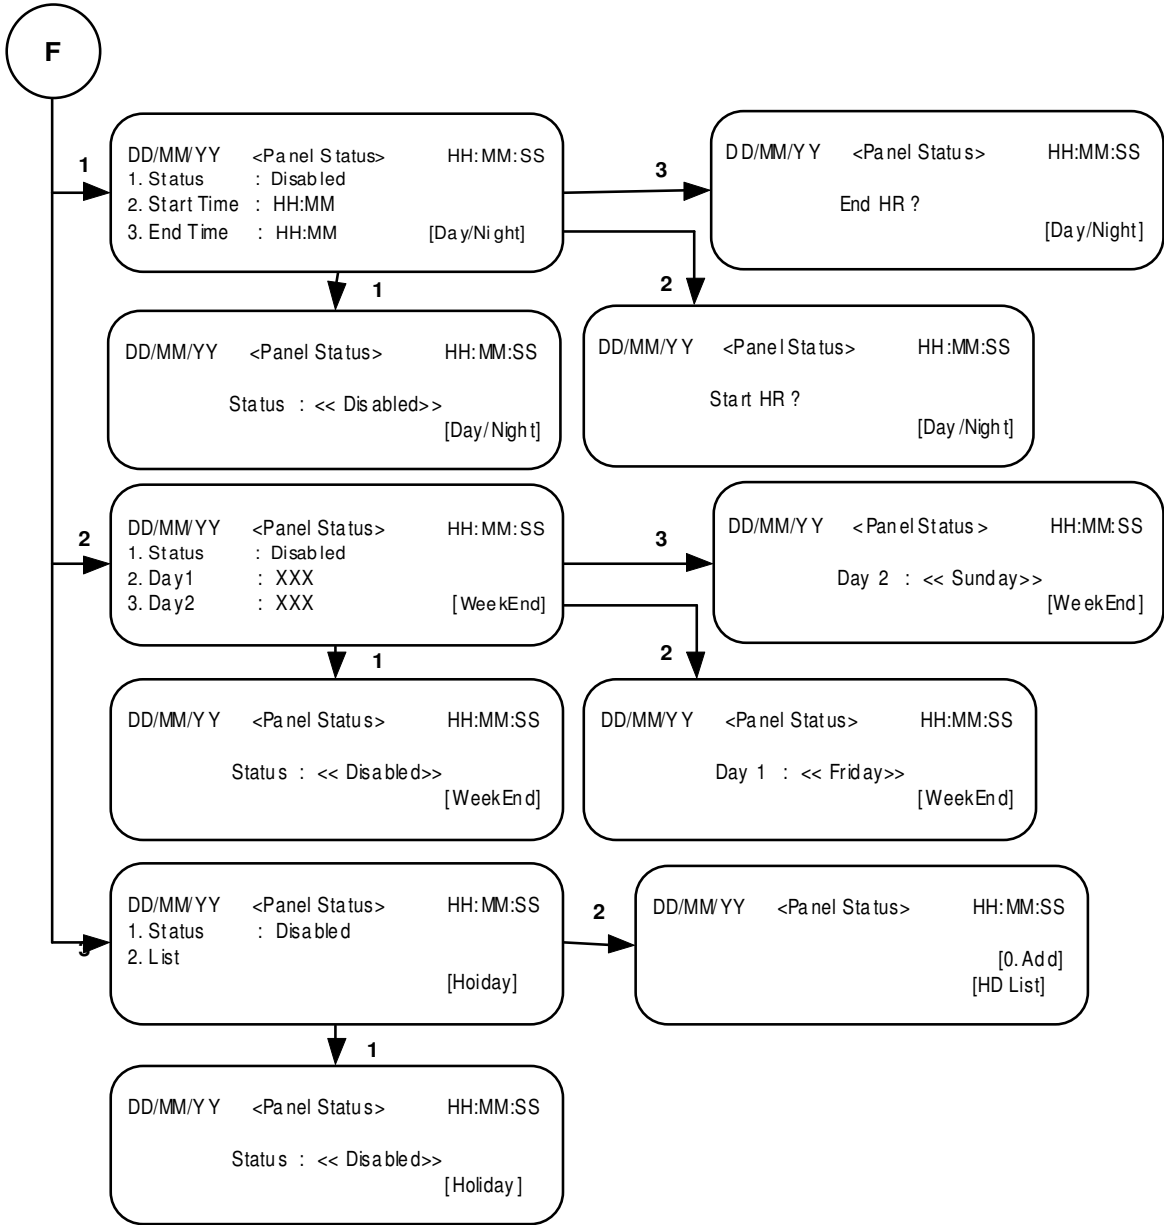 F
1
DD/MM/YY <Panel Status> HH:MM:SS
1. Status : Disabled
2. Start Time : HH:MM
3. End Time : HH:MM [Day/Night]
3
DD/MM/YY <Panel Status> HH:MM:SS
End HR ?
[Day/Night]
1
2
DD/MM/YY <Panel Status> HH:MM:SS
Status : << Disabled>>
[Day/Night]
DD/MM/YY <Panel Status> HH:MM:SS
Start HR ?
[Day/Night]
2
DD/MM/YY <Panel Status> HH:MM:SS
1. Status : Disabled
2. Day1 : XXX
3. Day2 : XXX [WeekEnd]
3
DD/MM/YY <Panel Status> HH:MM:SS
Day 2 : << Sunday>>
[WeekEnd]
1
2
DD/MM/YY <Panel Status> HH:MM:SS
Status : << Disabled>>
[WeekEnd]
DD/MM/YY <Panel Status> HH:MM:SS
Day 1 : << Friday>>
[WeekEnd]
3
DD/MM/YY <Panel Status> HH:MM:SS
1. Status : Disabled
2. List
[Hoiday]
2
DD/MM/YY <Panel Status> HH:MM:SS
[0. Add]
[HD List]
1
DD/MM/YY <Panel Status> HH:MM:SS
Status : << Disabled>>
[Holiday]